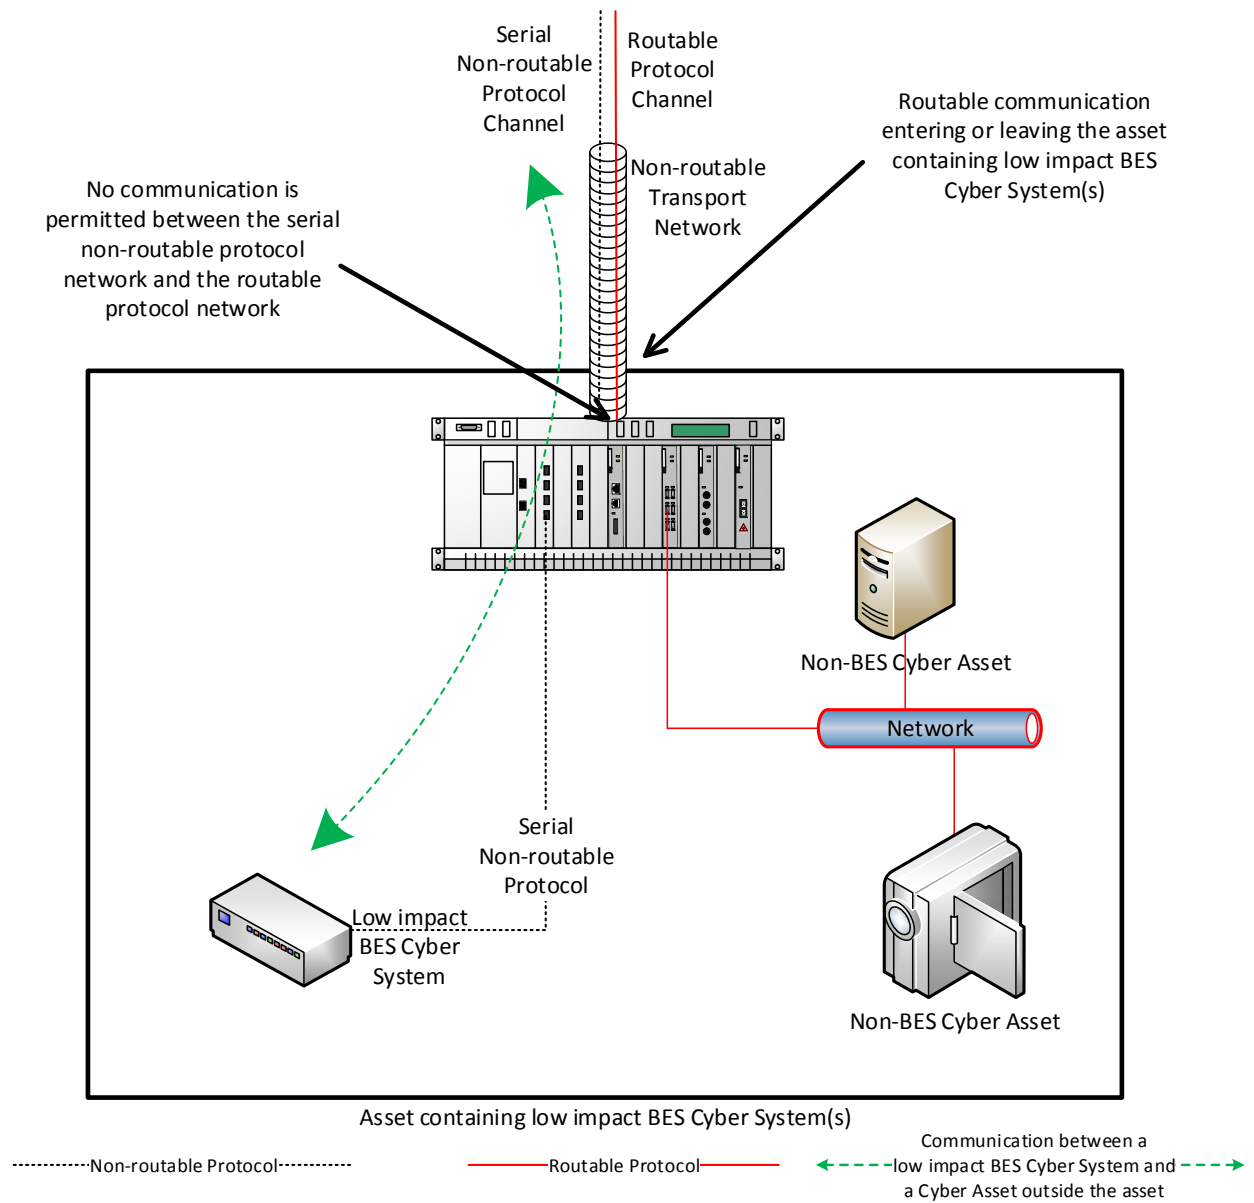 Serial
Non-routable
Protocol
Channel
Routable
Protocol
Channel
Routable communication
entering or leaving the asset
containing low impact BES
Cyber System(s)
Non-routable
Transport
Network
No communication is
permitted between the serial
non-routable protocol
network and the routable
protocol network
Non-BES Cyber Asset
Network
Serial
Non-routable
Protocol
Low impact
BES Cyber
System
Non-BES Cyber Asset
Asset containing low impact BES Cyber System(s)
Non-routable Protocol
Routable Protocol
Communication between a
low impact BES Cyber System and
a Cyber Asset outside the asset